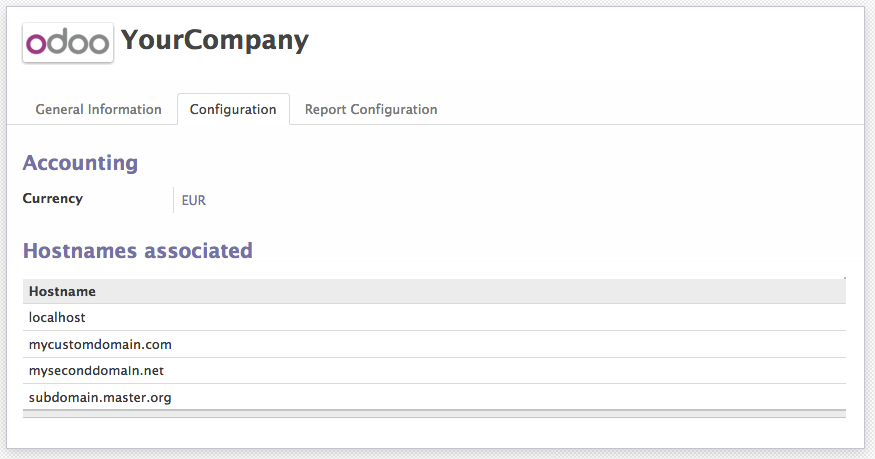 odoo YourCompany
General Information Configuration Report Configuration
Accounting
Currency EUR
Hostnames associated
Hostname
localhost
mycustomdomain.com
myseconddomain.net
subdomain.master.org